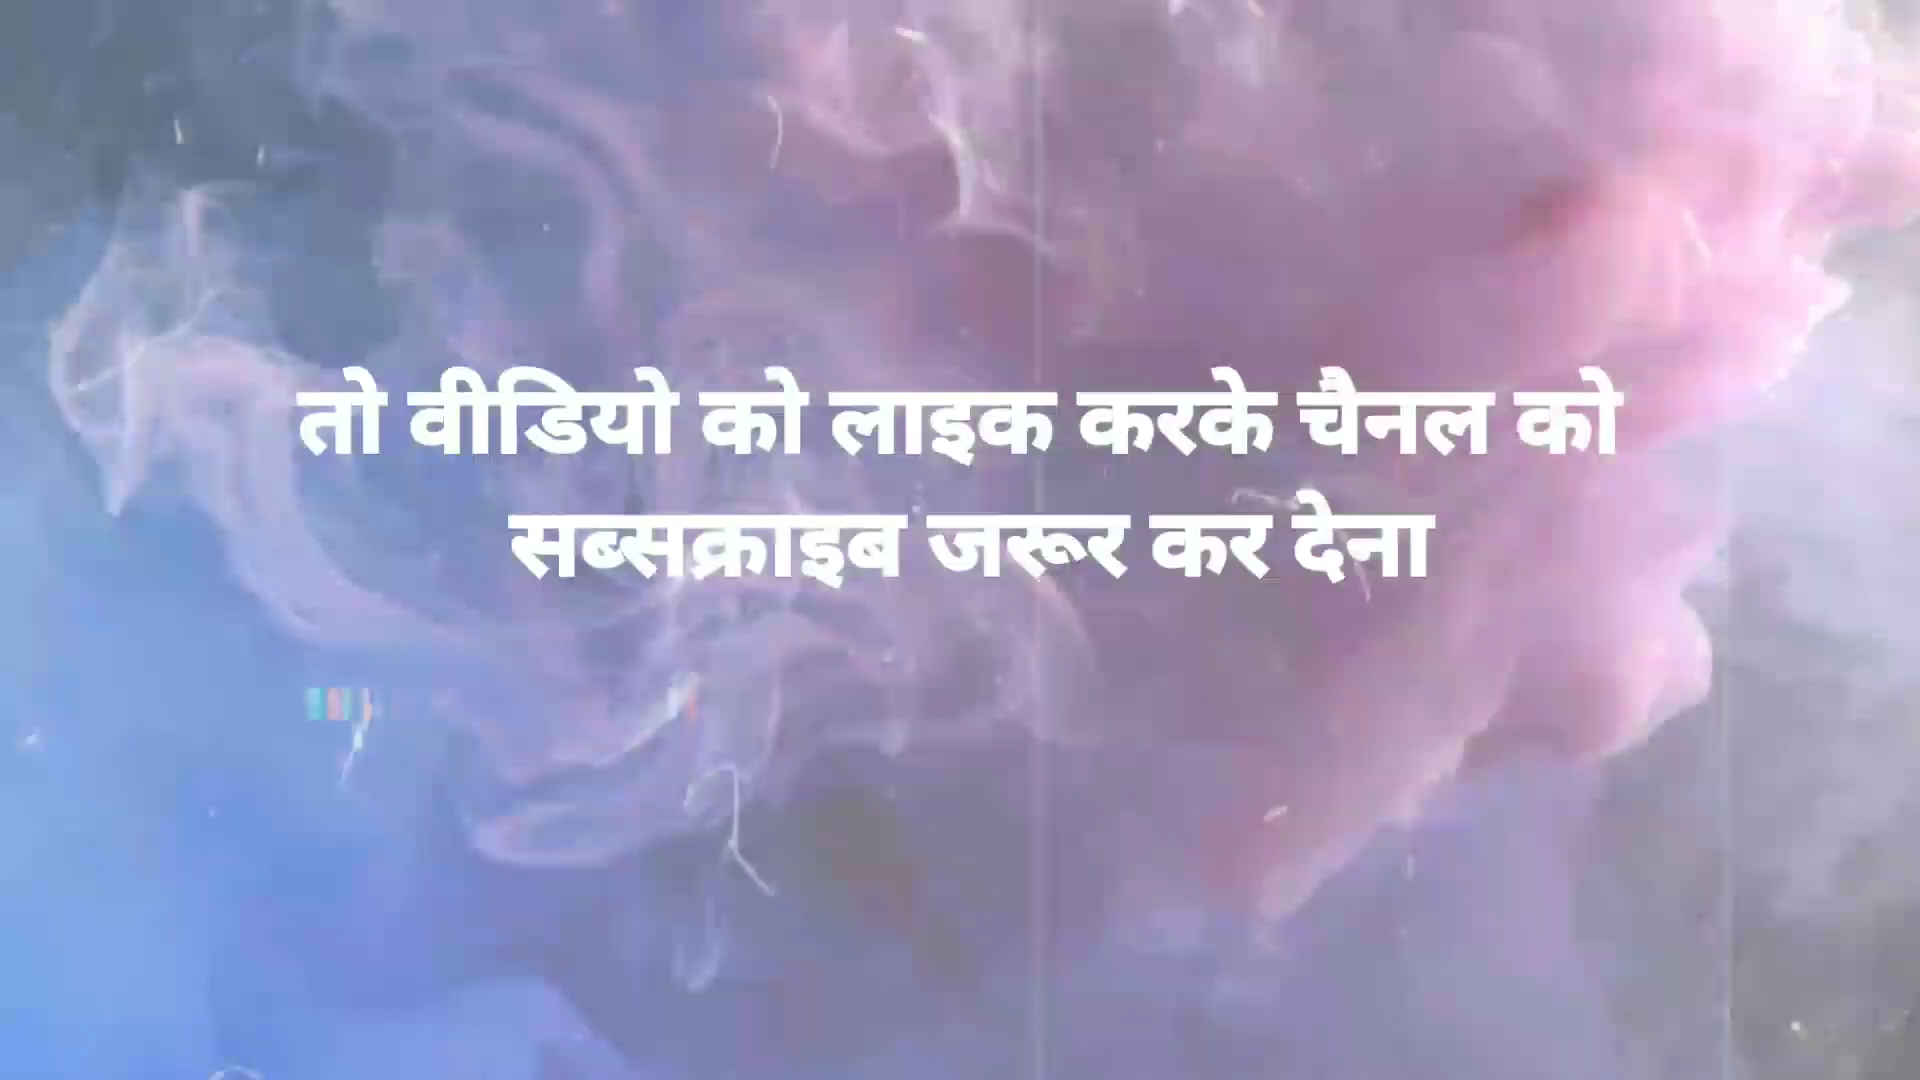 तो वीडियो को लाइक करके चैनल को
सब्सक्राइब जरूर कर देना